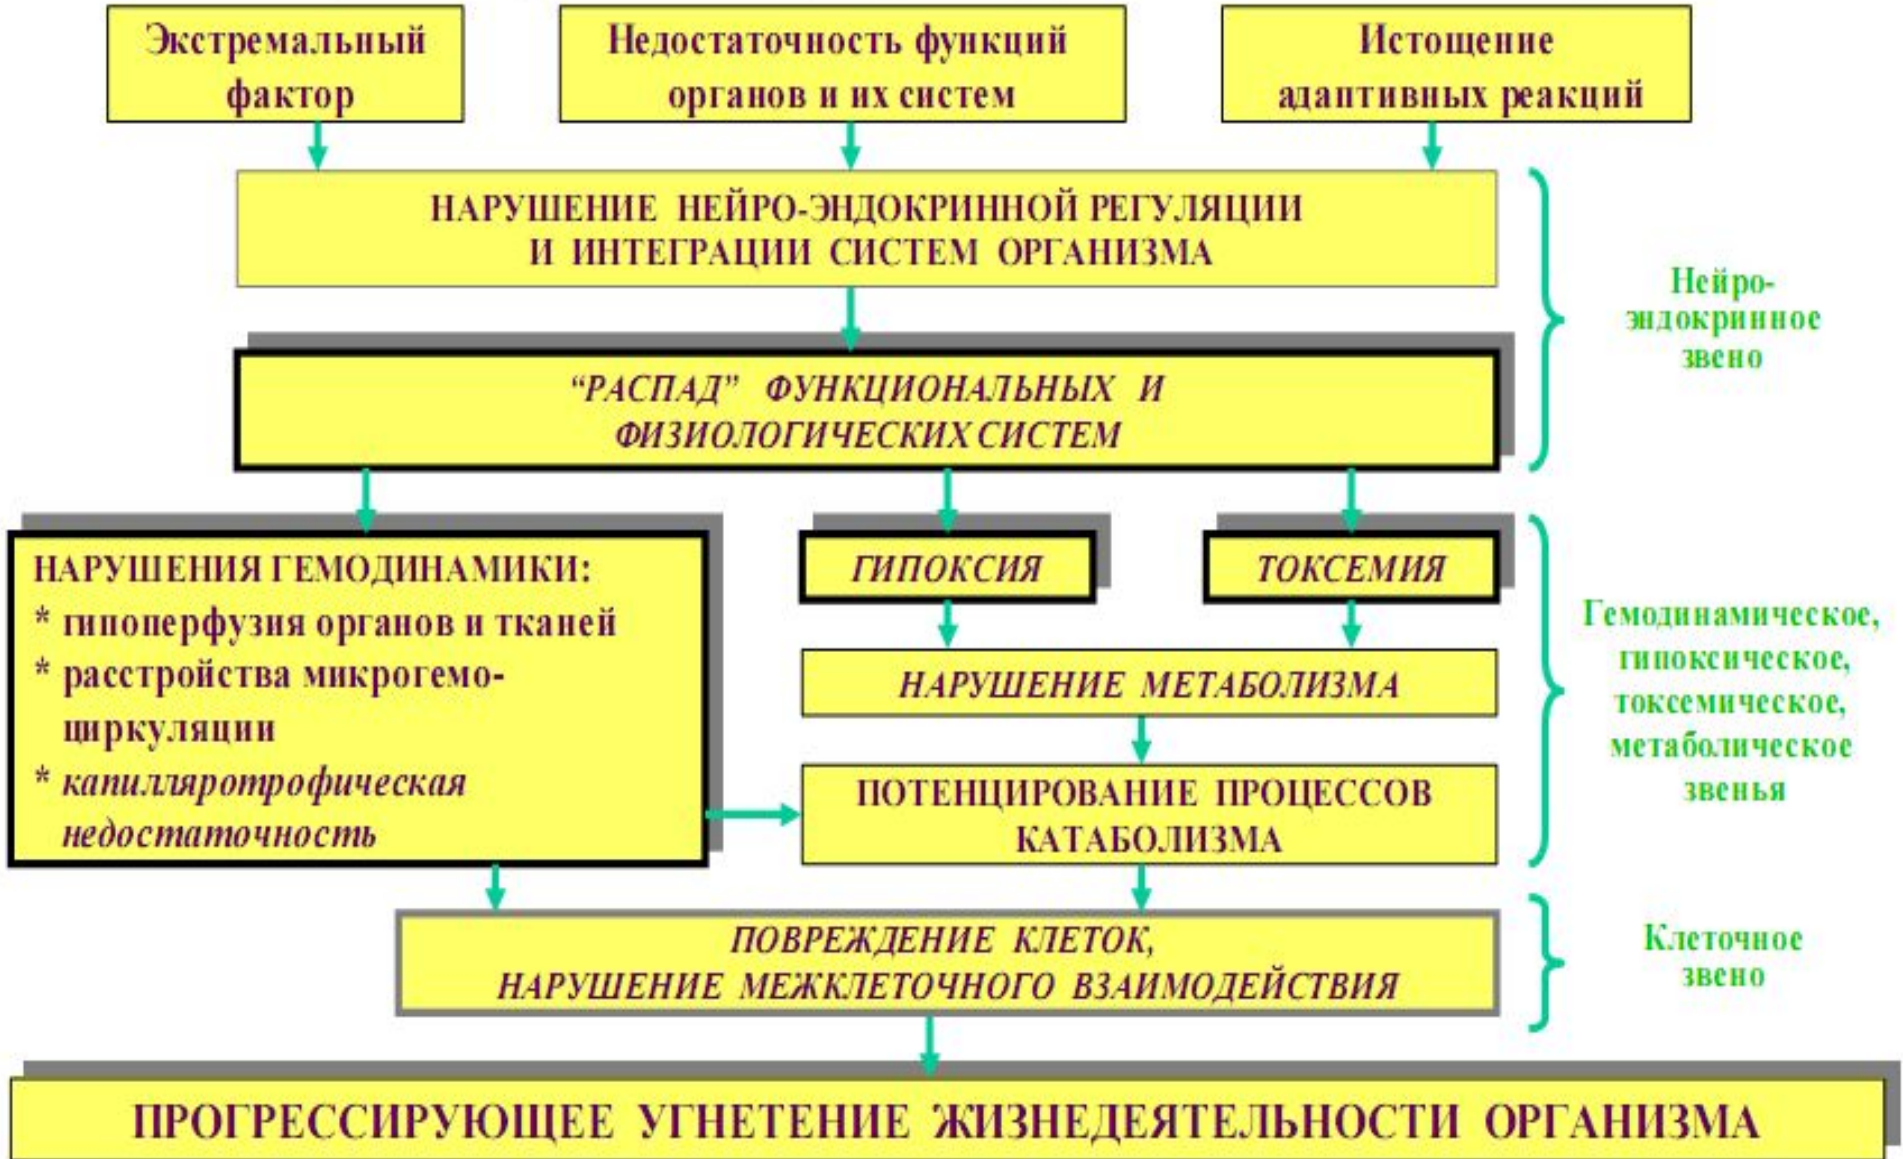 Экстремальный
фактор
Недостаточность функций
органов и их систем
Истощение
адаптивных реакций
НАРУШЕНИЕ НЕЙРО-ЭНДОКРИННОЙ РЕГУЛЯЦИИ
И ИНТЕГРАЦИИ СИСТЕМ ОРГАНИЗМА
Нейро-
эндокринное
звено
“РАСПАД” ФУНКЦИОНАЛЬНЫХ И
ФИЗИОЛОГИЧЕСКИХ СИСТЕМ
НАРУШЕНИЯ ГЕМОДИНАМИКИ:
* гипоперфузия органов и тканей
* расстройства микрогемо-
циркуляции
* капилляротрофическая
недостаточность
ГИПОКСИЯ
ТОКСЕМИЯ
НАРУШЕНИЕ МЕТАБОЛИЗМА
ПОТЕНЦИРОВАНИЕ ПРОЦЕССОВ
КАТАБОЛИЗМА
Гемодинамическое,
гипоксическое,
токсемическое,
метаболическое
звенья
ПОВРЕЖДЕНИЕ КЛЕТОК,
НАРУШЕНИЕ МЕЖКЛЕТОЧНОГО ВЗАИМОДЕЙСТВИЯ
Клеточное
звено
ПРОГРЕССИРУЮЩЕЕ УГНЕТЕНИЕ ЖИЗНЕДЕЯТЕЛЬНОСТИ ОРГАНИЗМА